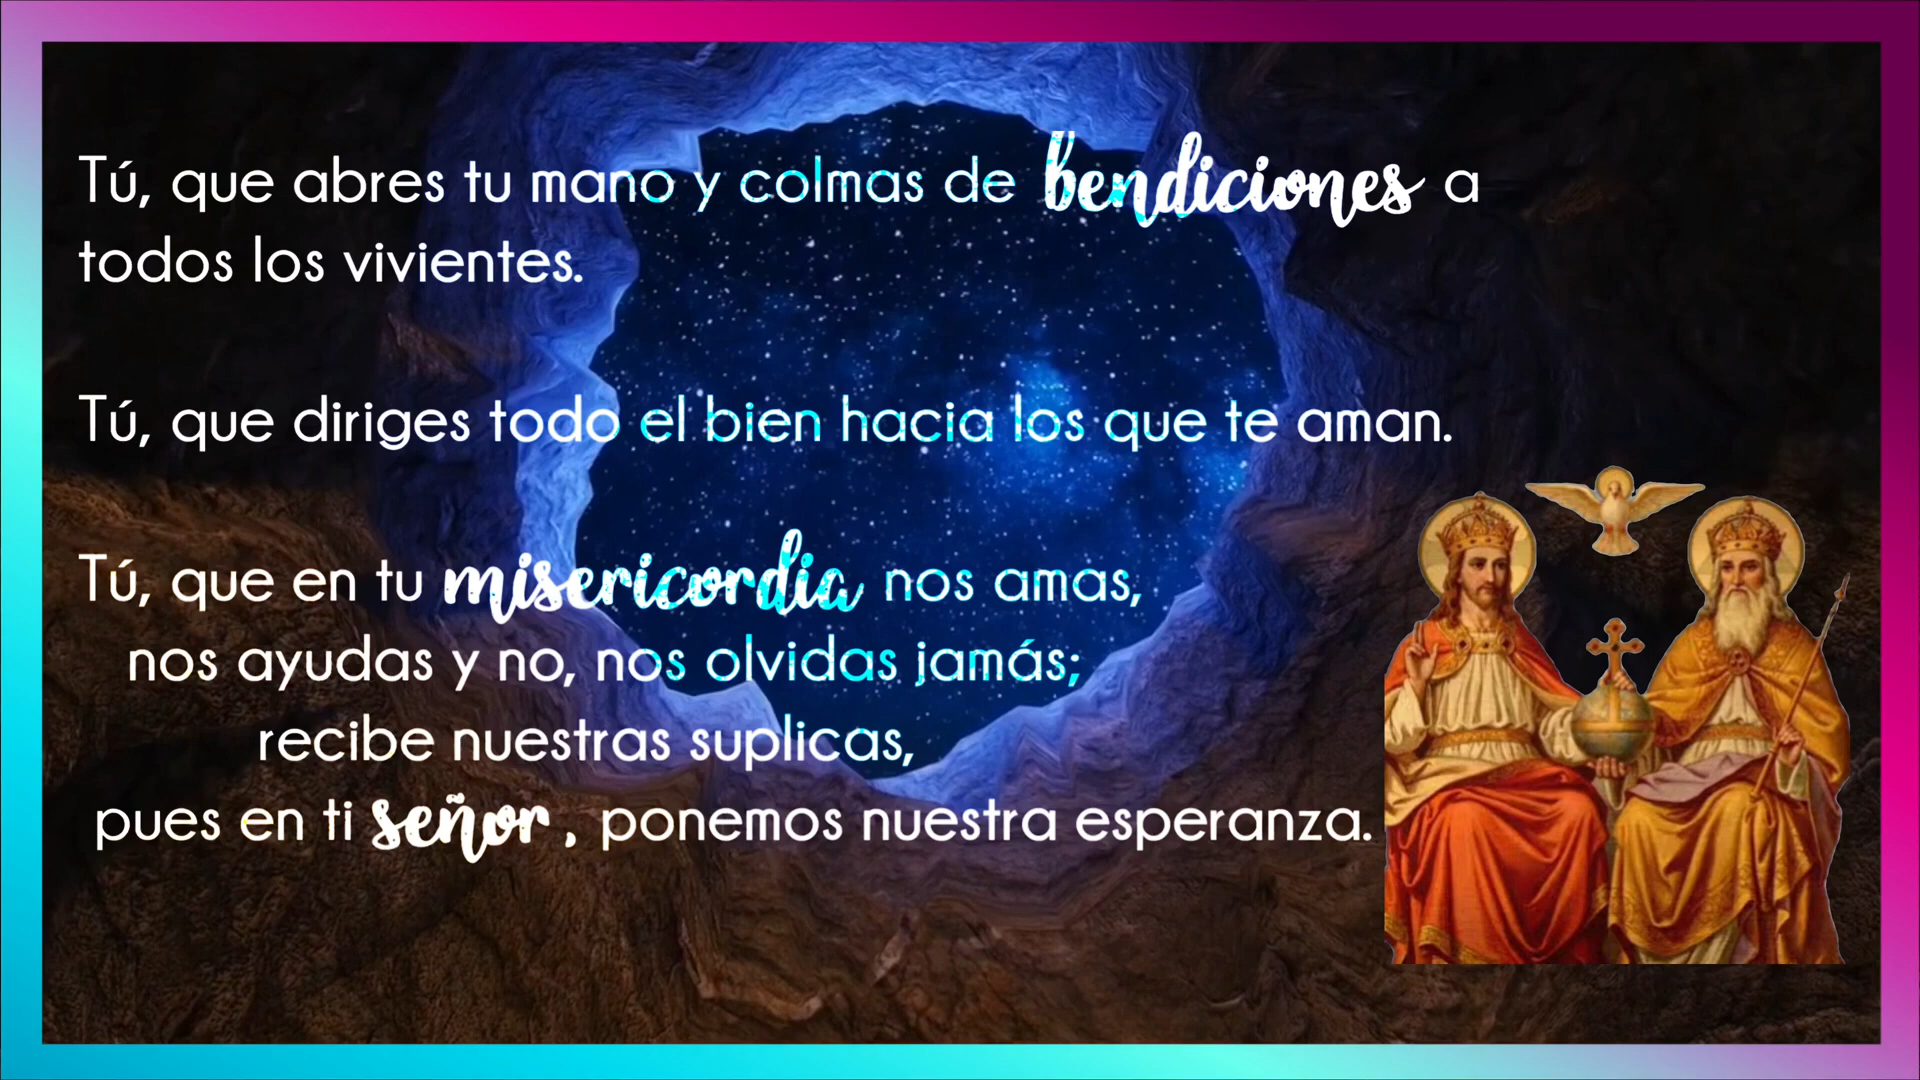 Tú, que abres tu mano y colmas de bendiciones a
todos los vivientes.
Tú, que diriges todo el bien hacia los que te aman.
Tú, que en tu misericordia nos amas,
nos ayudas y no, nos olvidas jamás;
recibe nuestras suplicas,
pues en ti señor , ponemos nuestra esperanza.